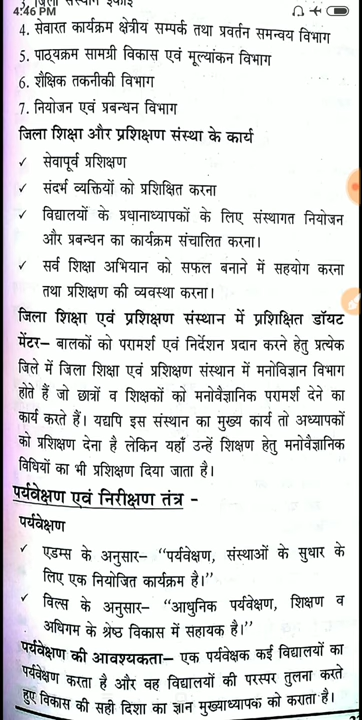 4:46 PM
4. सेवारत कार्यक्रम क्षेत्रीय सम्पर्क तथा प्रवर्तन समन्वय विभाग
5. पाठ्यक्रम सामग्री विकास एवं मूल्यांकन विभाग
6. शैक्षिक तकनीकी विभाग
7. नियोजन एवं प्रबन्धन विभाग
जिला शिक्षा और प्रशिक्षण संस्था के कार्य
✓ सेवापूर्व प्रशिक्षण
✓ संदर्भ व्यक्तियों को प्रशिक्षित करना
✓ विद्यालयों के प्रधानाध्यापकों के लिए संस्थागत नियोजन
और प्रबन्धन का कार्यक्रम संचालित करना।
✓ सर्व शिक्षा अभियान को सफल बनाने में सहयोग करना
तथा प्रशिक्षण की व्यवस्था करना।
जिला शिक्षा एवं प्रशिक्षण संस्थान में प्रशिक्षित डॉयट
मेंटर– बालकों को परामर्श एवं निर्देशन प्रदान करने हेतु प्रत्येक
जिले में जिला शिक्षा एवं प्रशिक्षण संस्थान में मनोविज्ञान विभाग
होते हैं जो छात्रों व शिक्षकों को मनोवैज्ञानिक परामर्श देने का
कार्य करते हैं। यद्यपि इस संस्थान का मुख्य कार्य तो अध्यापकों
को प्रशिक्षण देना है लेकिन यहाँ उन्हें शिक्षण हेतु मनोवैज्ञानिक
विधियों का भी प्रशिक्षण दिया जाता है।
पर्यवेक्षण एवं निरीक्षण तंत्र -
पर्यवेक्षण
✓ एडम्स के अनुसार– “पर्यवेक्षण, संस्थाओं के सुधार के
लिए एक नियोजित कार्यक्रम है।”
✓ विल्स के अनुसार– “आधुनिक पर्यवेक्षण, शिक्षण व
अधिगम के श्रेष्ठ विकास में सहायक है।”
पर्यवेक्षण की आवश्यकता– एक पर्यवेक्षक कई विद्यालयों का
पर्यवेक्षण करता है और वह विद्यालयों की परस्पर तुलना करते
हुए विकास की सही दिशा का ज्ञान मुख्याध्यापक को कराता है।